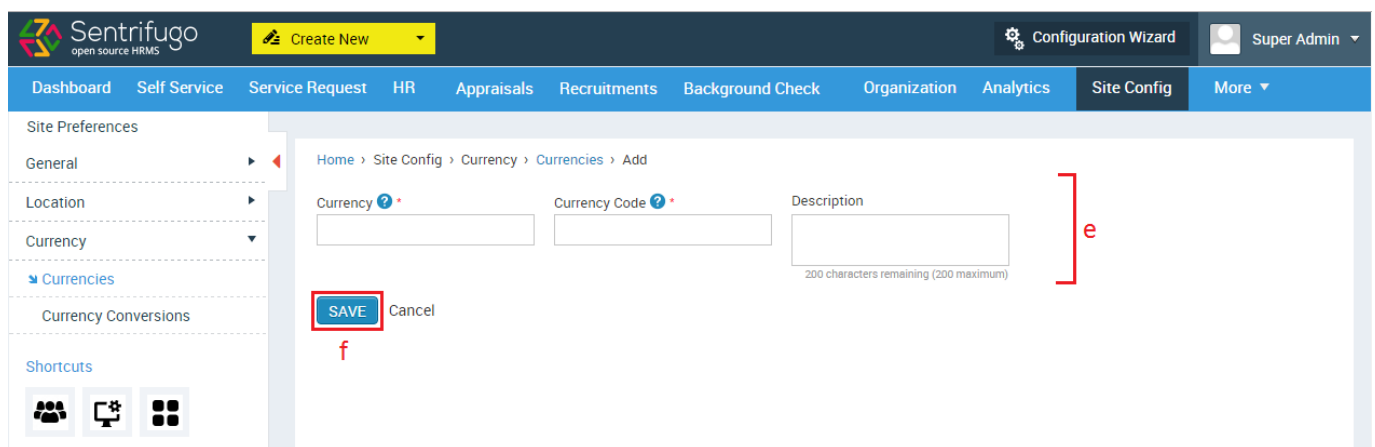 Sentrifugo
open source HRMS
Create New
Configuration Wizard
Super Admin
Dashboard Self Service Service Request HR Appraisals Recruitments Background Check Organization Analytics Site Config More
Site Preferences
General
Home › Site Config › Currency › Currencies › Add
Location
Currency ? * Currency Code ? * Description
Currency
e
200 characters remaining (200 maximum)
Currencies
Currency Conversions
SAVE Cancel
f
Shortcuts